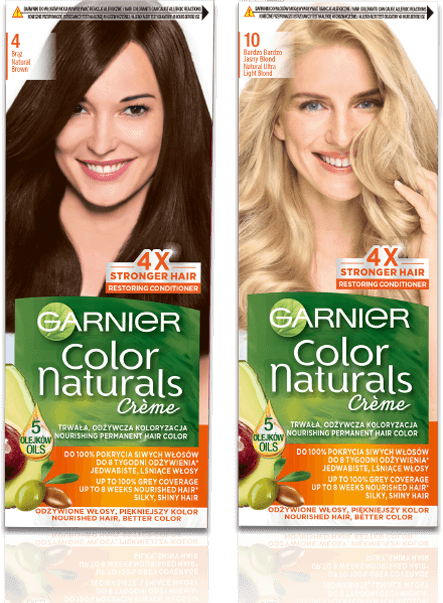 4
Brąz
Natural
Brown
4X
STRONGER HAIR
RESTORING CONDITIONER
GARNIER
Color
Naturals
Crème
TRWAŁA, ODŻYWCZA KOLORYZACJA
NOURISHING PERMANENT HAIR COLOR
5
OLEJKÓW
OILS
DO 100% POKRYCIA SIWYCH WŁOSÓW
DO 8 TYGODNI ODŻYWIENIA*
JEDWABISTE, LŚNIĄCE WŁOSY
UP TO 100% GREY COVERAGE
UP TO 8 WEEKS NOURISHED HAIR*
SILKY, SHINY HAIR
ODŻYWIONE WŁOSY, PIĘKNIEJSZY KOLOR
NOURISHED HAIR, BETTER COLOR
10
Bardzo Bardzo
Jasny Blond
Natural Ultra
Light Blond
4X
STRONGER HAIR
RESTORING CONDITIONER
GARNIER
Color
Naturals
Crème
TRWAŁA, ODŻYWCZA KOLORYZACJA
NOURISHING PERMANENT HAIR COLOR
5
OLEJKÓW
OILS
DO 100% POKRYCIA SIWYCH WŁOSÓW
DO 8 TYGODNI ODŻYWIENIA*
JEDWABISTE, LŚNIĄCE WŁOSY
UP TO 100% GREY COVERAGE
UP TO 8 WEEKS NOURISHED HAIR*
SILKY, SHINY HAIR
ODŻYWIONE WŁOSY, PIĘKNIEJSZY KOLOR
NOURISHED HAIR, BETTER COLOR